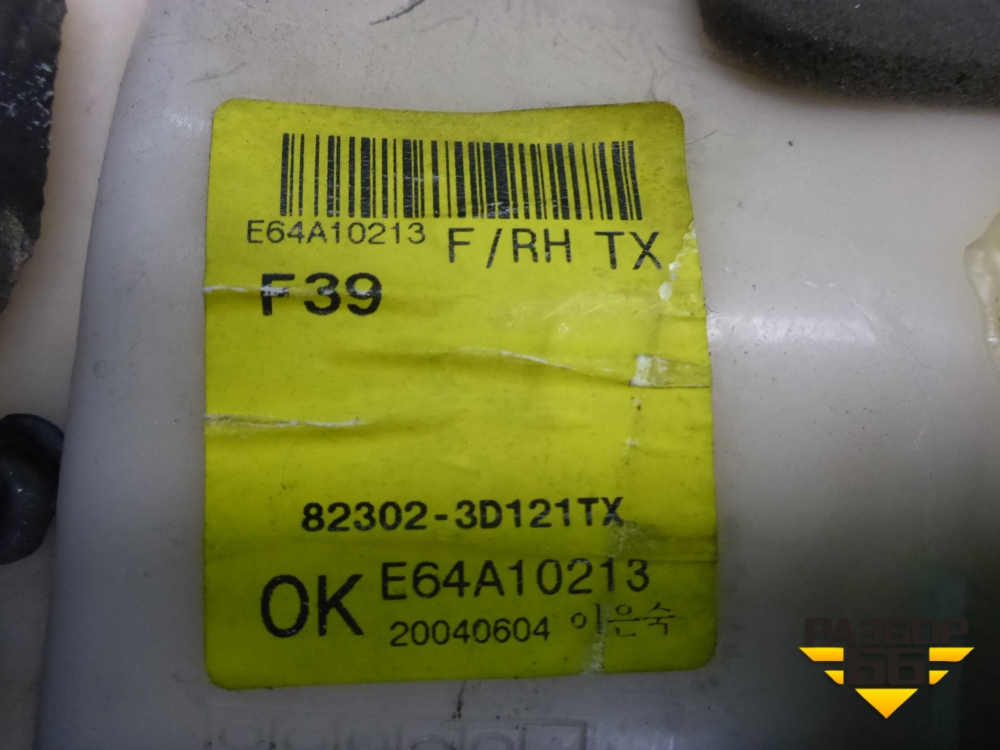 E64A10213 F/RH TX
F39
82302-3D121TX
OK E64A10213
20040604 이은숙
РАЗБОР
66